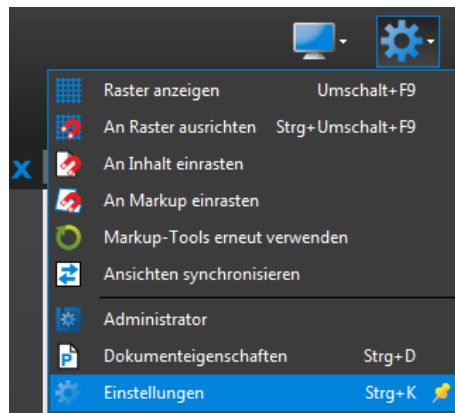 Raster anzeigen Umschalt+F9
An Raster ausrichten Strg+Umschalt+F9
An Inhalt einrasten
An Markup einrasten
Markup-Tools erneut verwenden
Ansichten synchronisieren
Administrator
Dokumenteigenschaften Strg+D
Einstellungen Strg+K